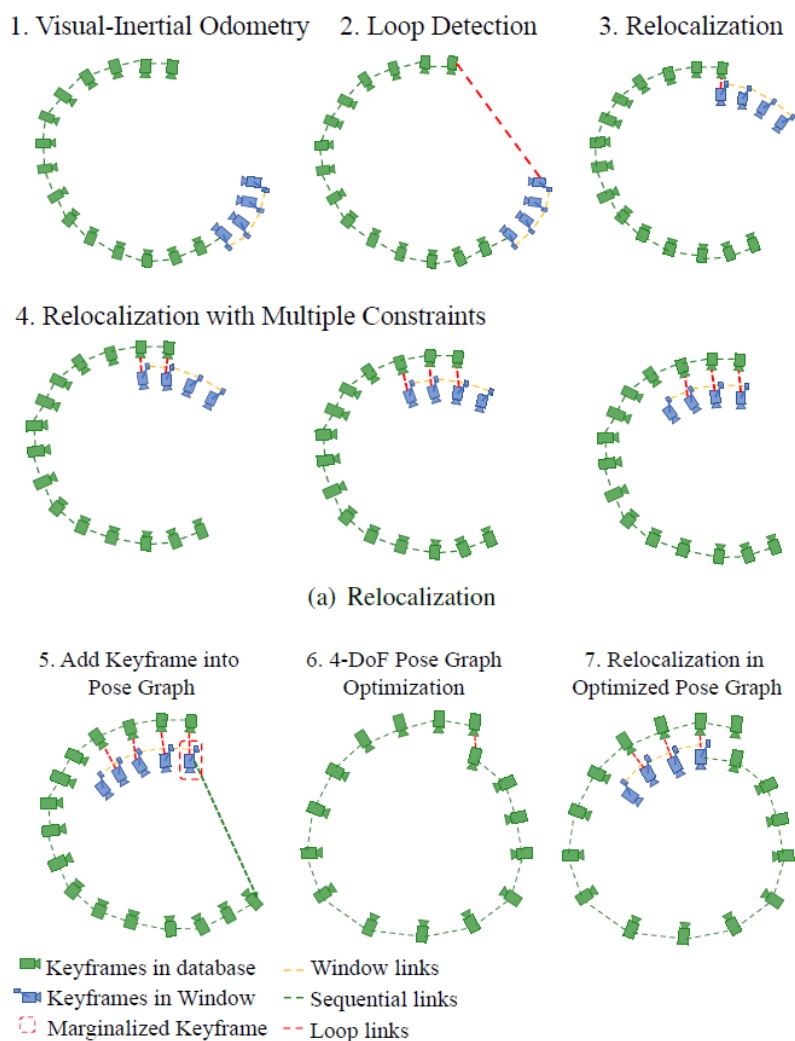 1. Visual-Inertial Odometry
2. Loop Detection
3. Relocalization
4. Relocalization with Multiple Constraints
(a) Relocalization
5. Add Keyframe into
Pose Graph
6. 4-DoF Pose Graph
Optimization
7. Relocalization in
Optimized Pose Graph
Keyframes in database
Window links
Keyframes in Window
Sequential links
Marginalized Keyframe
Loop links